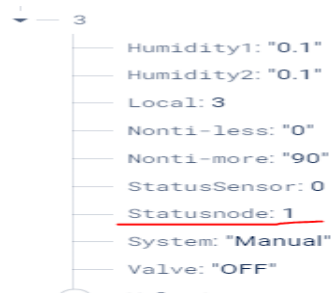 3
Humidity1: "0.1"
Humidity2: "0.1"
Local: 3
Nonti-less: "0"
Nonti-more: "90"
StatusSensor: 0
Statusnode: 1
System: "Manual"
Valve: "OFF"